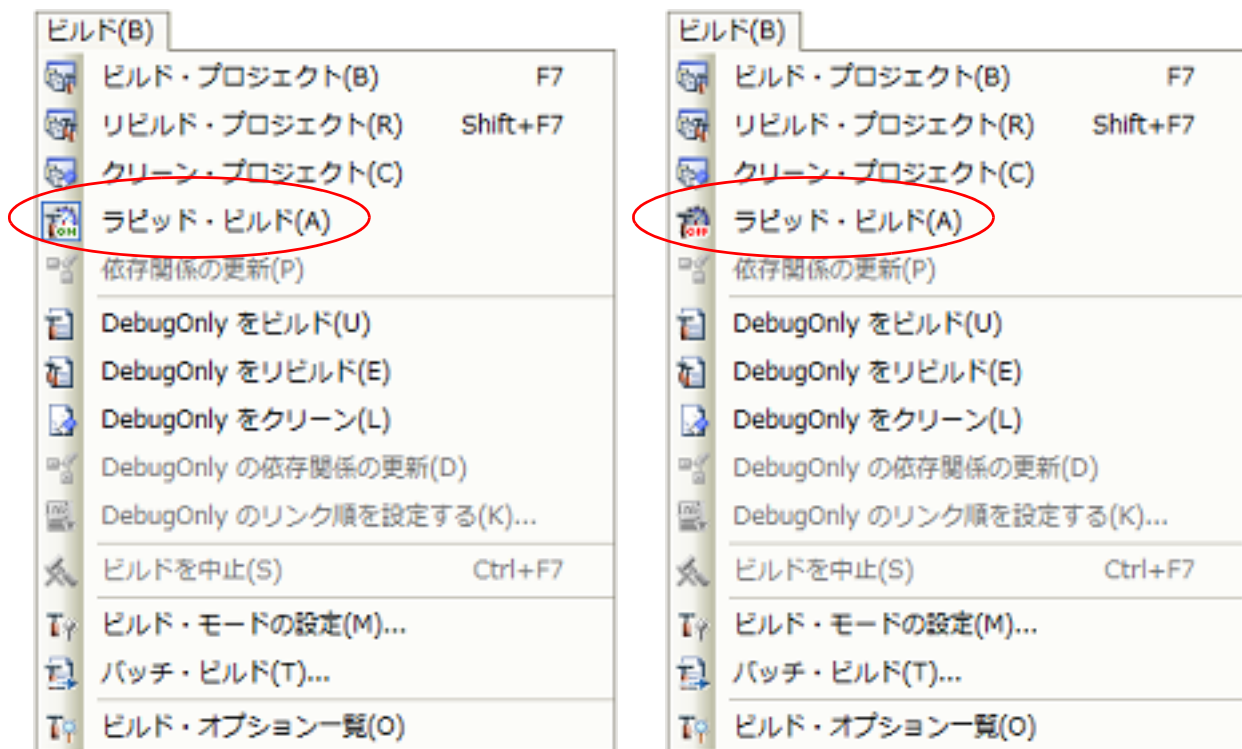 ビルド(B)
ビルド・プロジェクト(B) F7
リビルド・プロジェクト(R) Shift+F7
クリーン・プロジェクト(C)
ON ラピッド・ビルド(A)
依存関係の更新(P)
DebugOnly をビルド(U)
DebugOnly をリビルド(E)
DebugOnly をクリーン(L)
DebugOnly の依存関係の更新(D)
DebugOnly のリンク順を設定する(K)...
ビルドを中止(S) Ctrl+F7
ビルド・モードの設定(M)...
バッチ・ビルド(T)...
ビルド・オプション一覧(O)
ビルド(B)
ビルド・プロジェクト(B) F7
リビルド・プロジェクト(R) Shift+F7
クリーン・プロジェクト(C)
OFF ラピッド・ビルド(A)
依存関係の更新(P)
DebugOnly をビルド(U)
DebugOnly をリビルド(E)
DebugOnly をクリーン(L)
DebugOnly の依存関係の更新(D)
DebugOnly のリンク順を設定する(K)...
ビルドを中止(S) Ctrl+F7
ビルド・モードの設定(M)...
バッチ・ビルド(T)...
ビルド・オプション一覧(O)